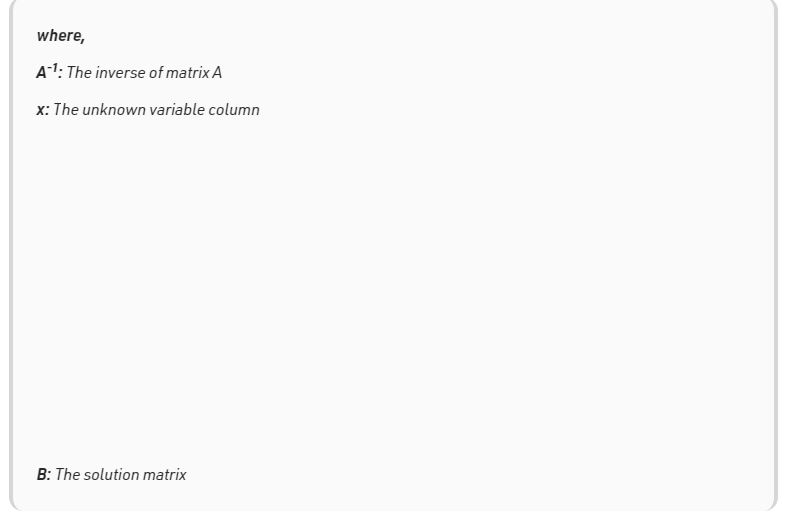 where,
A⁻¹: The inverse of matrix A
x: The unknown variable column
B: The solution matrix